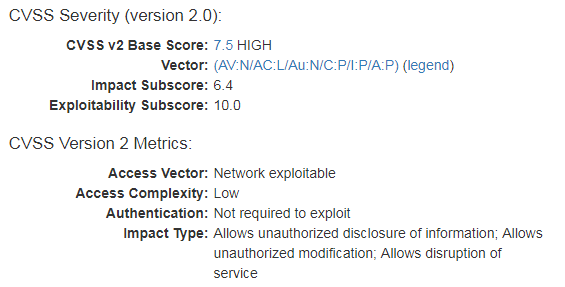 CVSS Severity (version 2.0):
CVSS v2 Base Score: 7.5 HIGH
Vector: (AV:N/AC:L/Au:N/C:P/I:P/A:P) (legend)
Impact Subscore: 6.4
Exploitability Subscore: 10.0
CVSS Version 2 Metrics:
Access Vector: Network exploitable
Access Complexity: Low
Authentication: Not required to exploit
Impact Type: Allows unauthorized disclosure of information; Allows
unauthorized modification; Allows disruption of
service